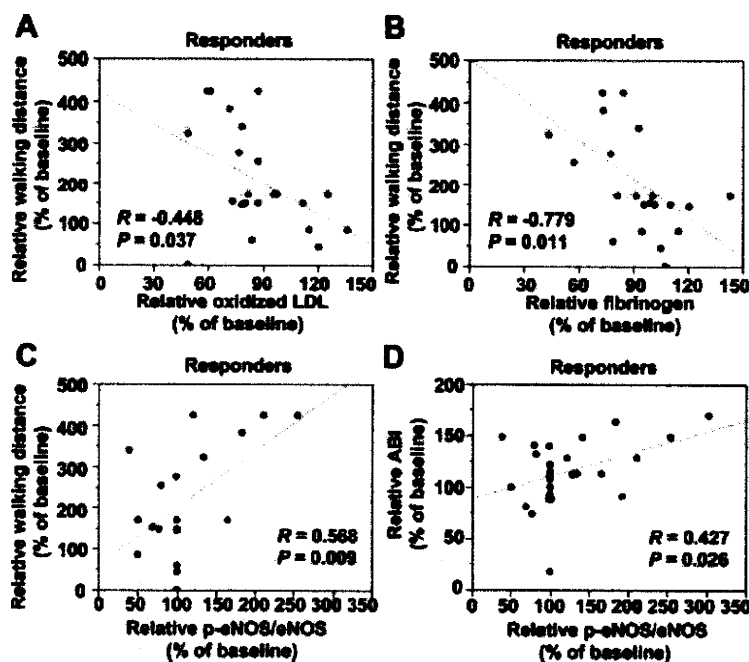 A
Responders
Relative walking distance
(% of baseline)
500
400
300
200
100
0
0 30 60 90 120 150
Relative oxidized LDL
(% of baseline)
R = -0.448
P = 0.037
B
Responders
Relative walking distance
(% of baseline)
500
400
300
200
100
0
0 30 60 90 120 150
Relative fibrinogen
(% of baseline)
R = -0.779
P = 0.011
C
Responders
Relative walking distance
(% of baseline)
500
400
300
200
100
0
0 50 100 150 200 250 300 350
Relative p-eNOS/eNOS
(% of baseline)
R = 0.568
P = 0.009
D
Responders
Relative ABI
(% of baseline)
200
150
100
50
0
0 50 100 150 200 250 300 350
Relative p-eNOS/eNOS
(% of baseline)
R = 0.427
P = 0.026